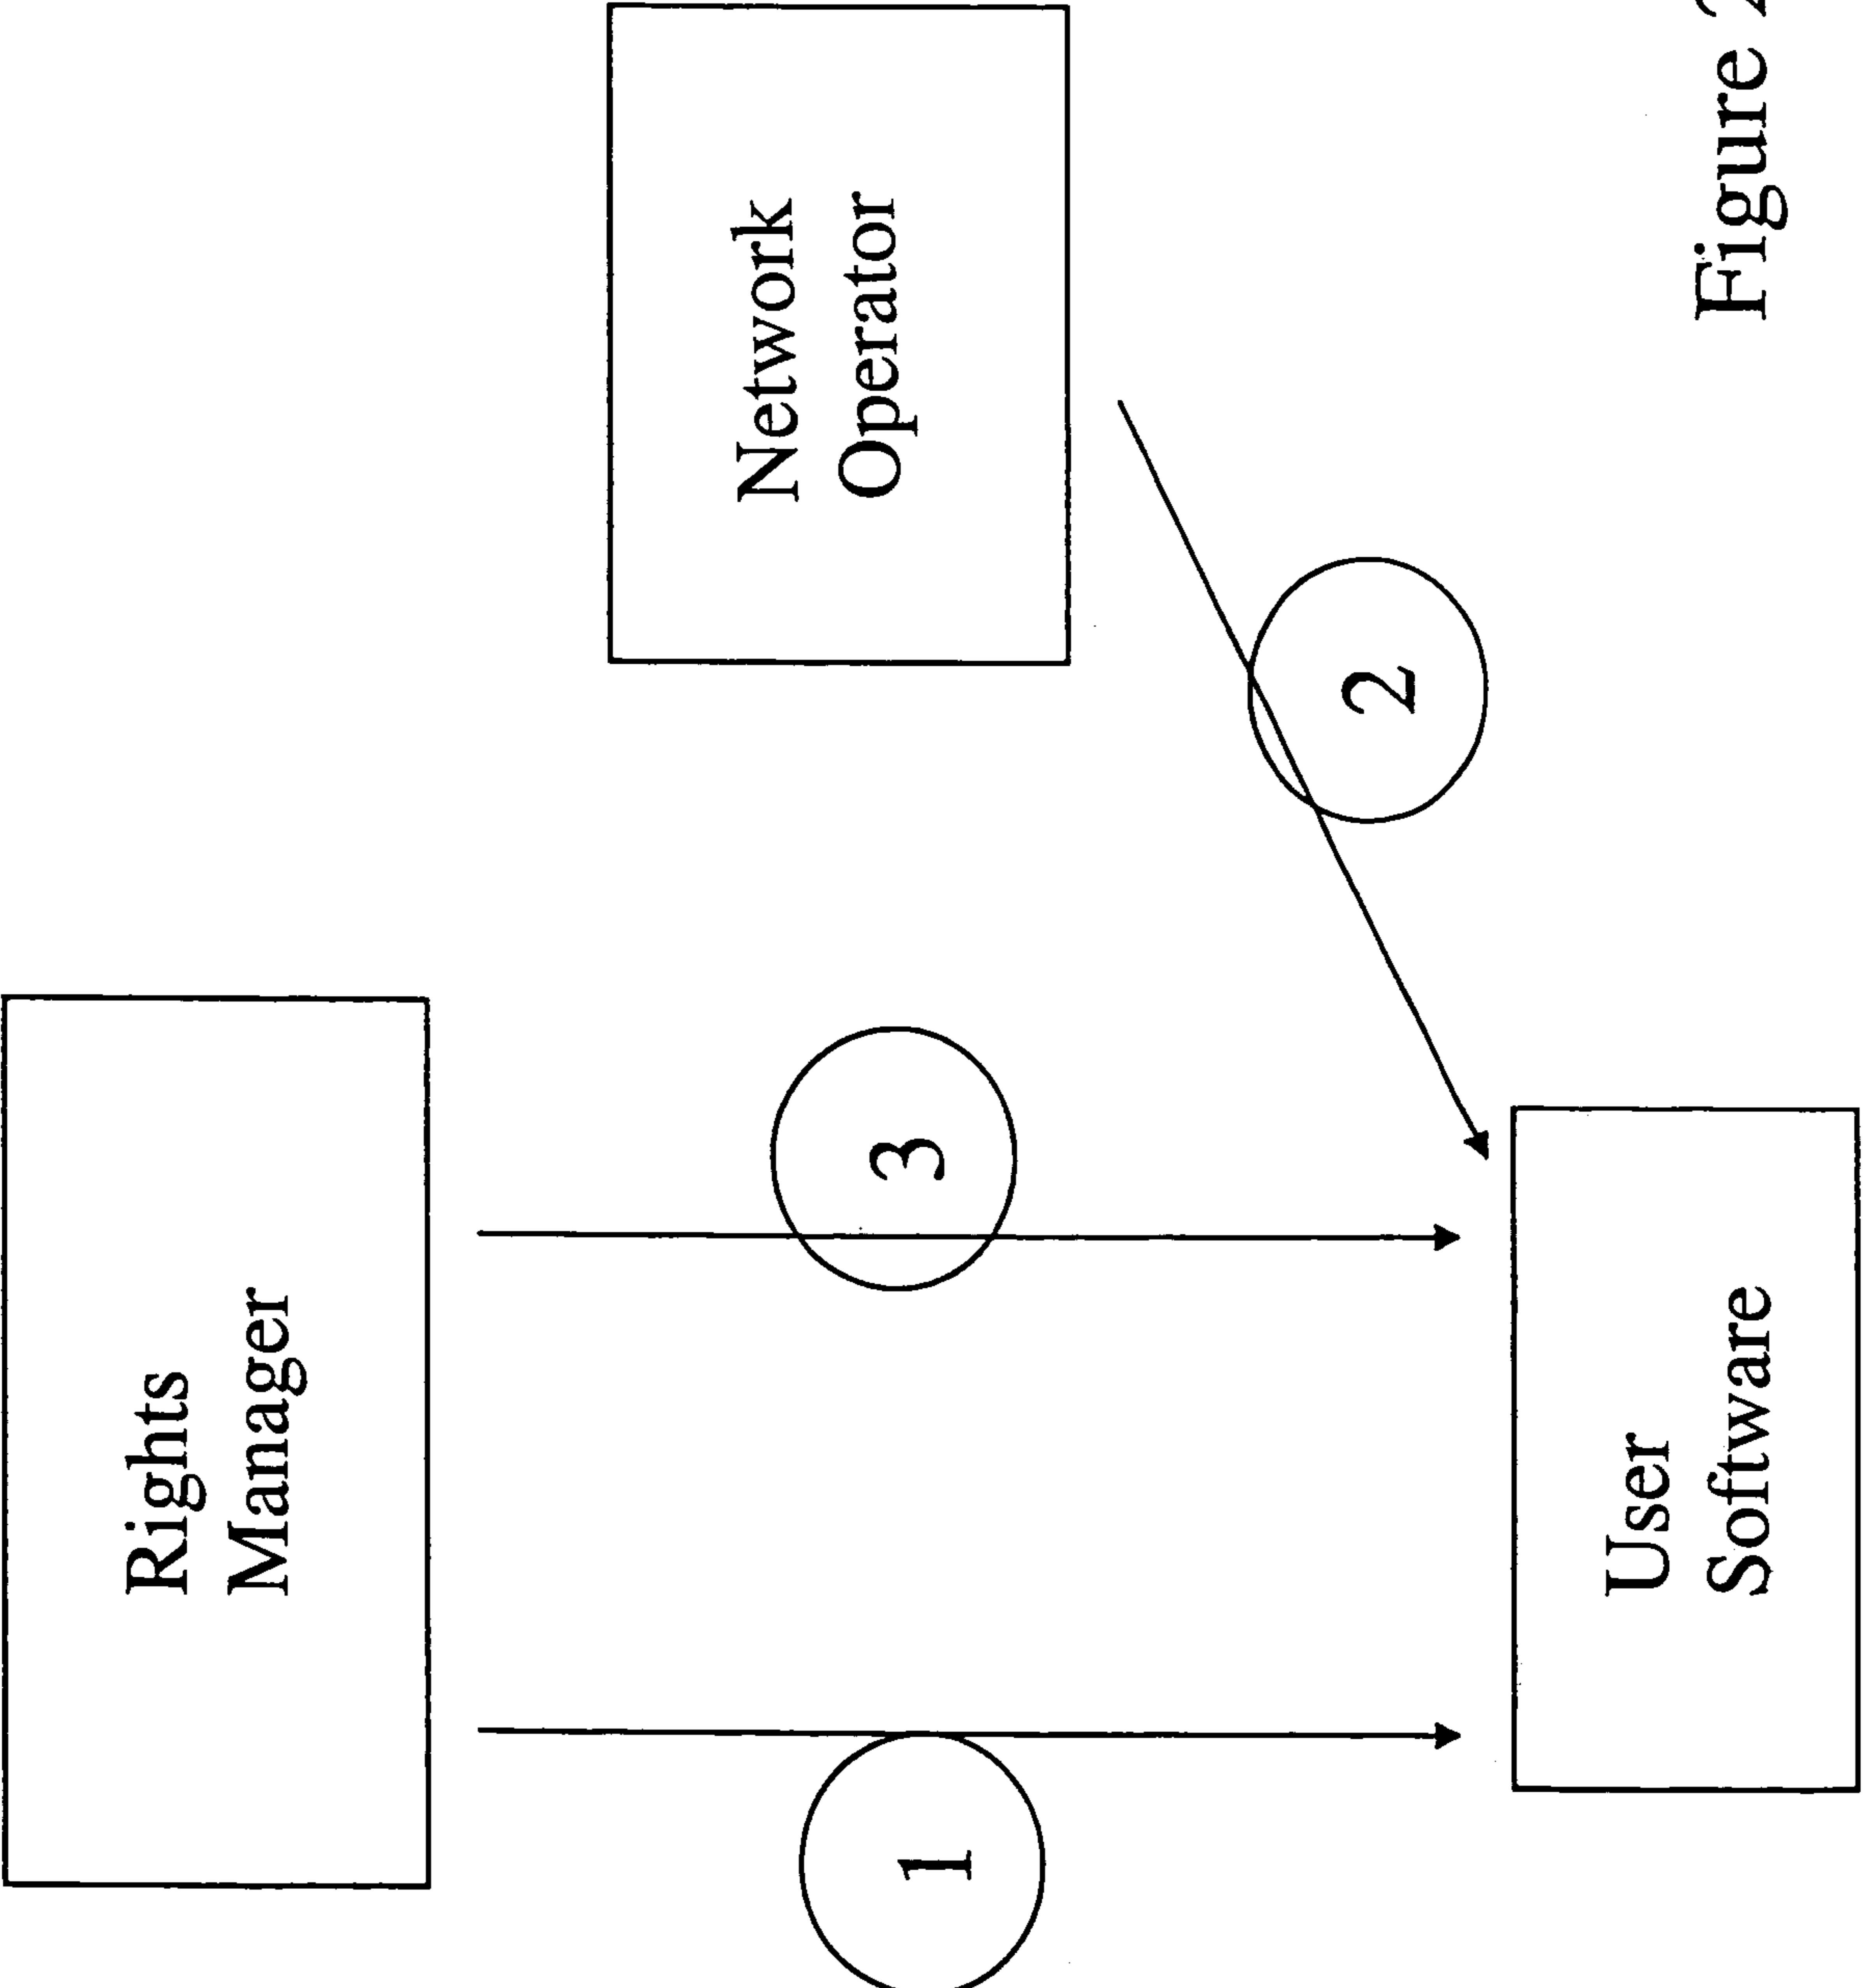 Rights
Manager
1
3
User
Software
Network
Operator
2
Figure 2